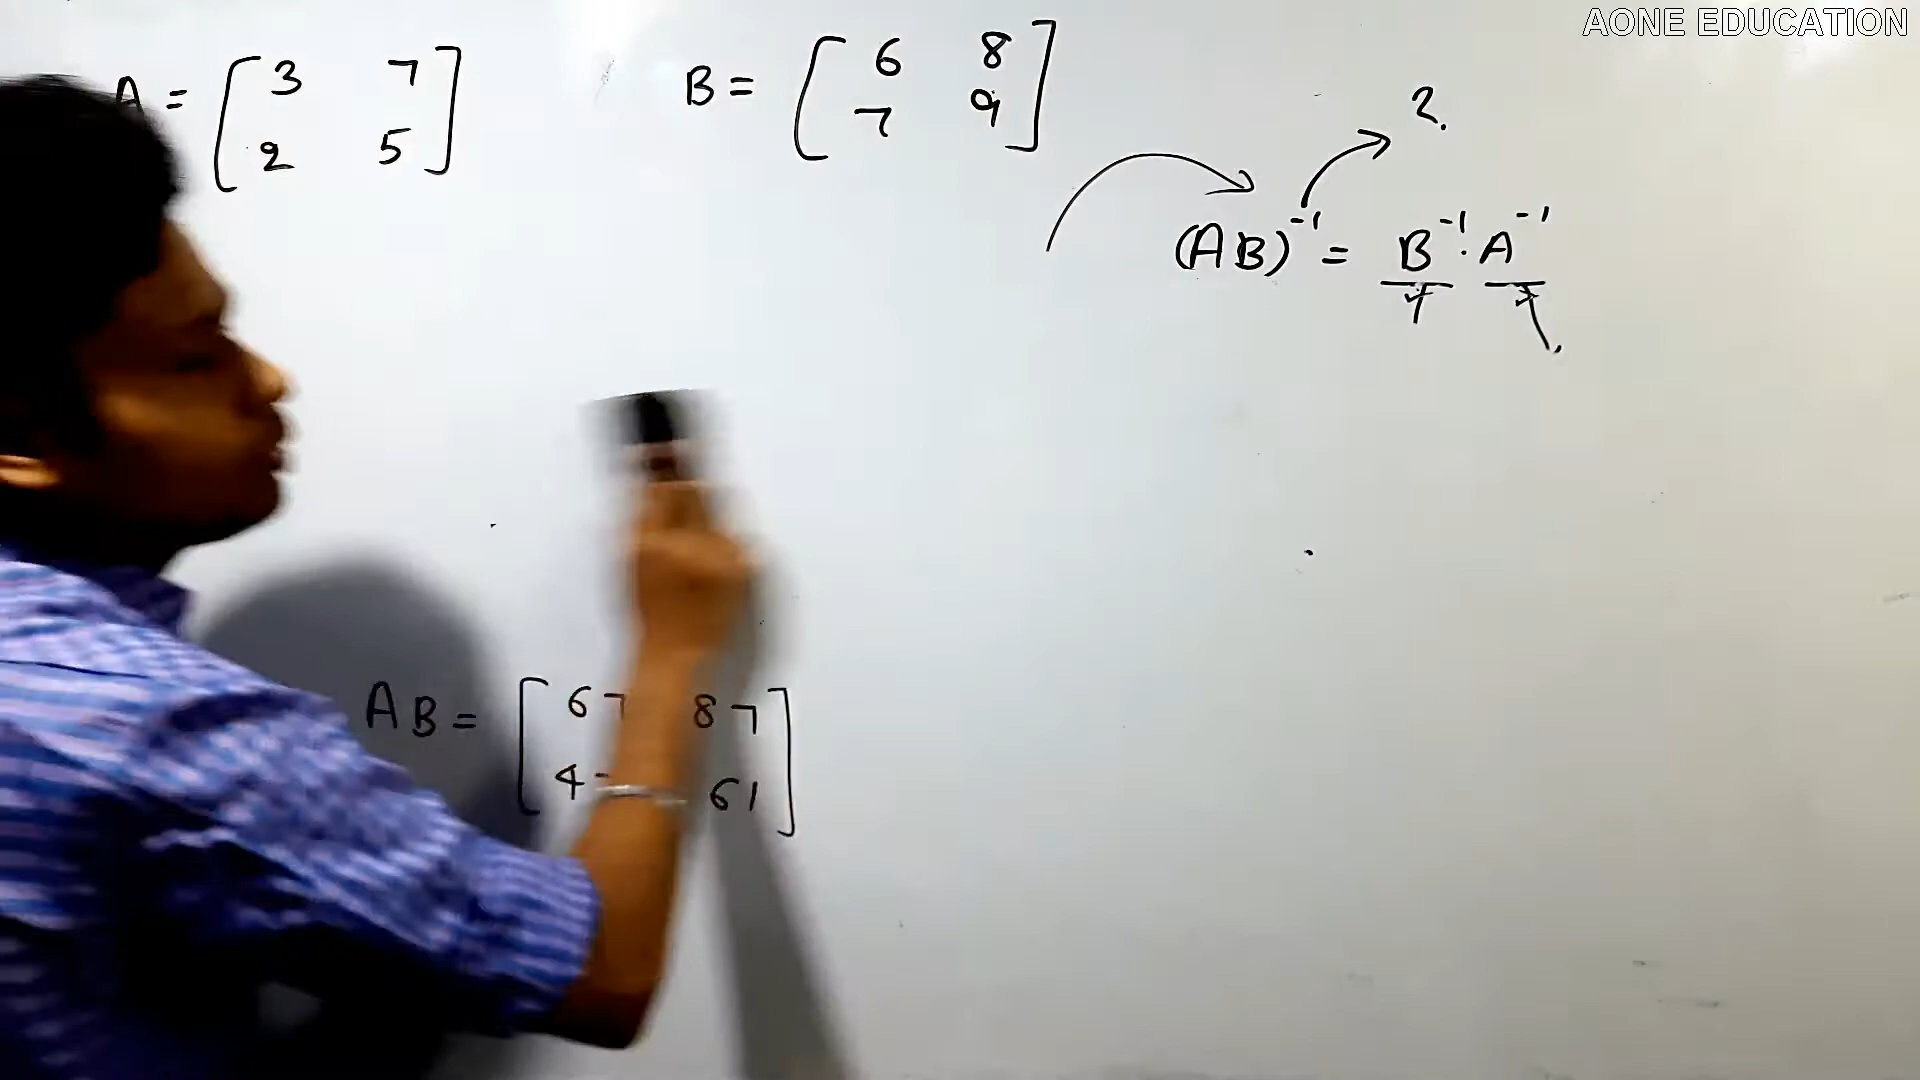 AONE EDUCATION
A = [ 3 7
2 5 ]
B = [ 6 8
7 9 ]
2.
(AB)⁻¹ = B⁻¹ . A⁻¹
AB = [ 67 87
4 61 ]